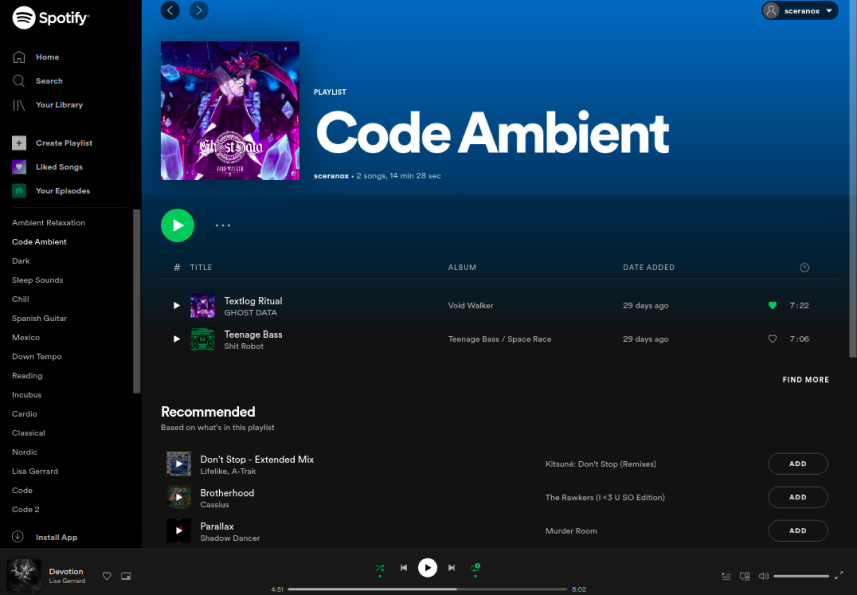 Spotify
sceranox
Home
Search
Your Library
Create Playlist
Liked Songs
Your Episodes
Ambient Relaxation
Code Ambient
Dark
Sleep Sounds
Chill
Spanish Guitar
Mexico
Down Tempo
Reading
Incubus
Cardio
Classical
Nordic
Lisa Gerrard
Code
Code 2
Install App
Ghost Data
VOID WALKER
PLAYLIST
Code Ambient
sceranox • 2 songs, 14 min 28 sec
# TITLE ALBUM DATE ADDED
Textlog Ritual Void Walker 29 days ago 7:22
GHOST DATA
Teenage Bass Teenage Bass / Space Race 29 days ago 7:06
Shit Robot
FIND MORE
Recommended
Based on what's in this playlist
Don't Stop - Extended Mix Kitsuné: Don't Stop (Remixes) ADD
Lifelike, A-Trak
Brotherhood The Rawkers (I <3 U SO Edition) ADD
Cassius
Parallax Murder Room ADD
Shadow Dancer
Devotion
Lisa Gerrard
4:51 8:02